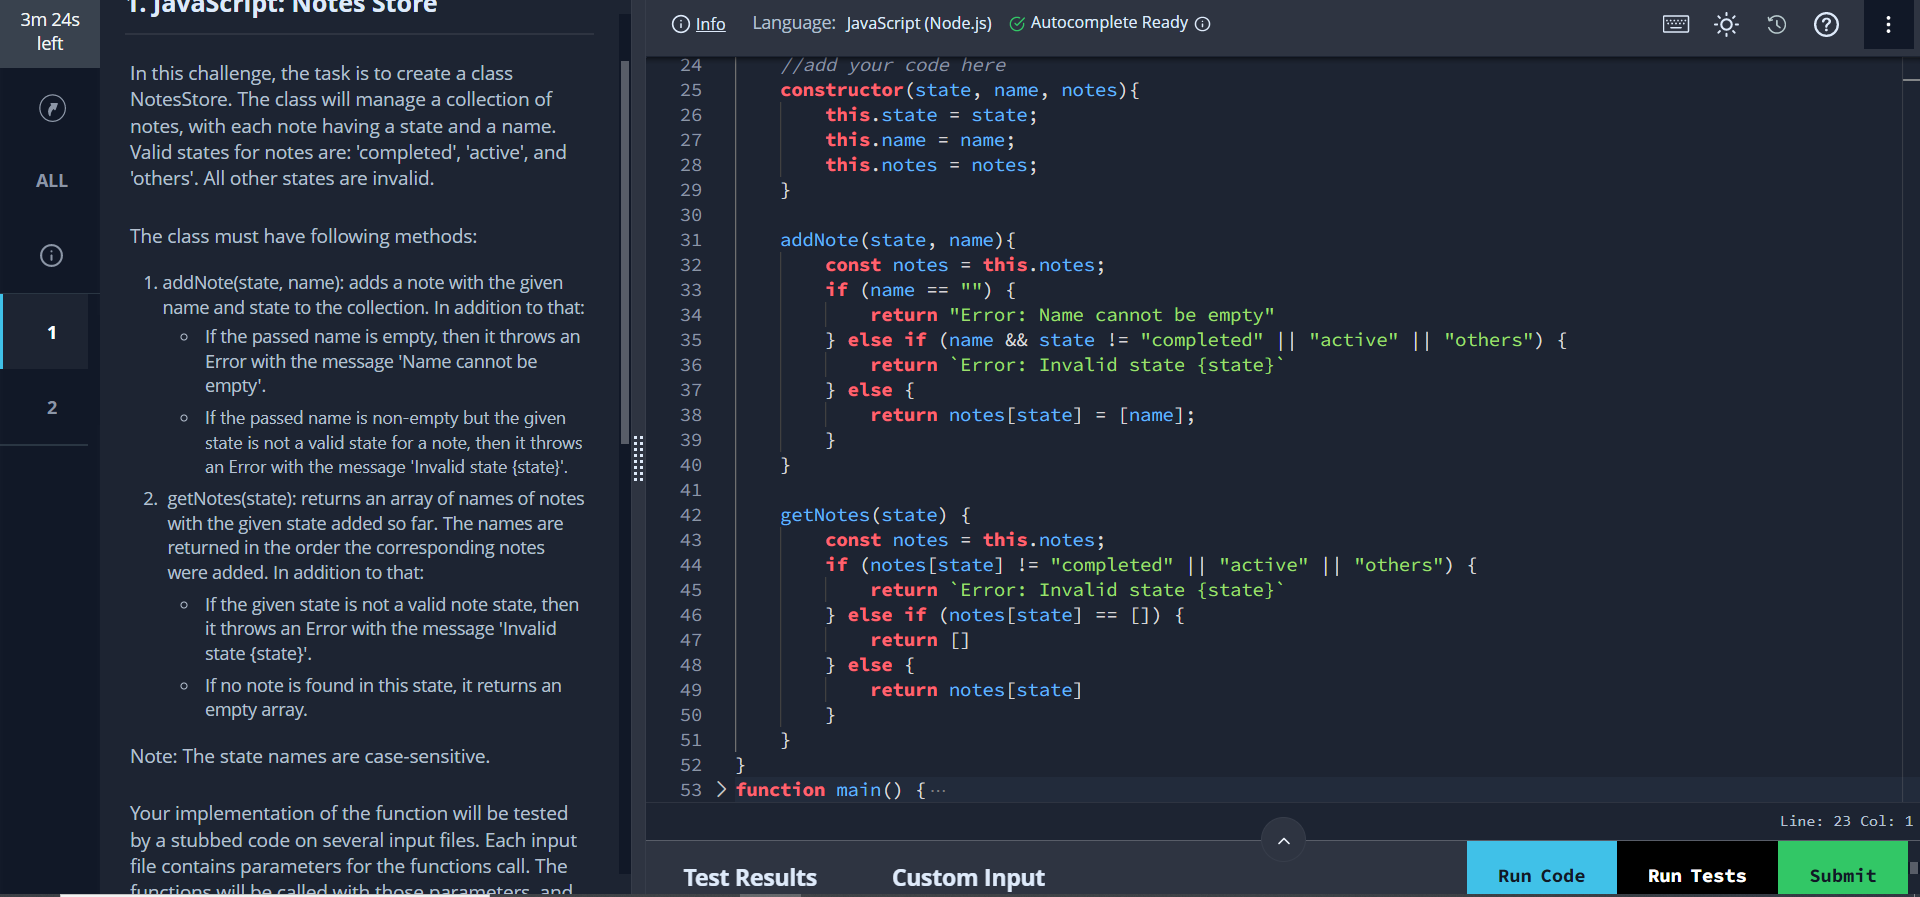 3m 24s
left
ALL
1
2
1. JavaScript: Notes Store
In this challenge, the task is to create a class
NotesStore. The class will manage a collection of
notes, with each note having a state and a name.
Valid states for notes are: 'completed', 'active', and
'others'. All other states are invalid.
The class must have following methods:
1. addNote(state, name): adds a note with the given
name and state to the collection. In addition to that:
If the passed name is empty, then it throws an
Error with the message 'Name cannot be
empty'.
If the passed name is non-empty but the given
state is not a valid state for a note, then it throws
an Error with the message 'Invalid state {state}'.
2. getNotes(state): returns an array of names of notes
with the given state added so far. The names are
returned in the order the corresponding notes
were added. In addition to that:
If the given state is not a valid note state, then
it throws an Error with the message 'Invalid
state {state}'.
If no note is found in this state, it returns an
empty array.
Note: The state names are case-sensitive.
Your implementation of the function will be tested
by a stubbed code on several input files. Each input
file contains parameters for the functions call. The
functions will be called with those parameters, and
Info Language: JavaScript (Node.js) Autocomplete Ready
24 //add your code here
25 constructor(state, name, notes){
26 this.state = state;
27 this.name = name;
28 this.notes = notes;
29 }
30
31 addNote(state, name){
32 const notes = this.notes;
33 if (name == "") {
34 return "Error: Name cannot be empty"
35 } else if (name && state != "completed" || "active" || "others") {
36 return `Error: Invalid state {state}`
37 } else {
38 return notes[state] = [name];
39 }
40 }
41
42 getNotes(state) {
43 const notes = this.notes;
44 if (notes[state] != "completed" || "active" || "others") {
45 return `Error: Invalid state {state}`
46 } else if (notes[state] == []) {
47 return []
48 } else {
49 return notes[state]
50 }
51 }
52 }
53 function main() { ···
Line: 23 Col: 1
Test Results Custom Input
Run Code Run Tests Submit